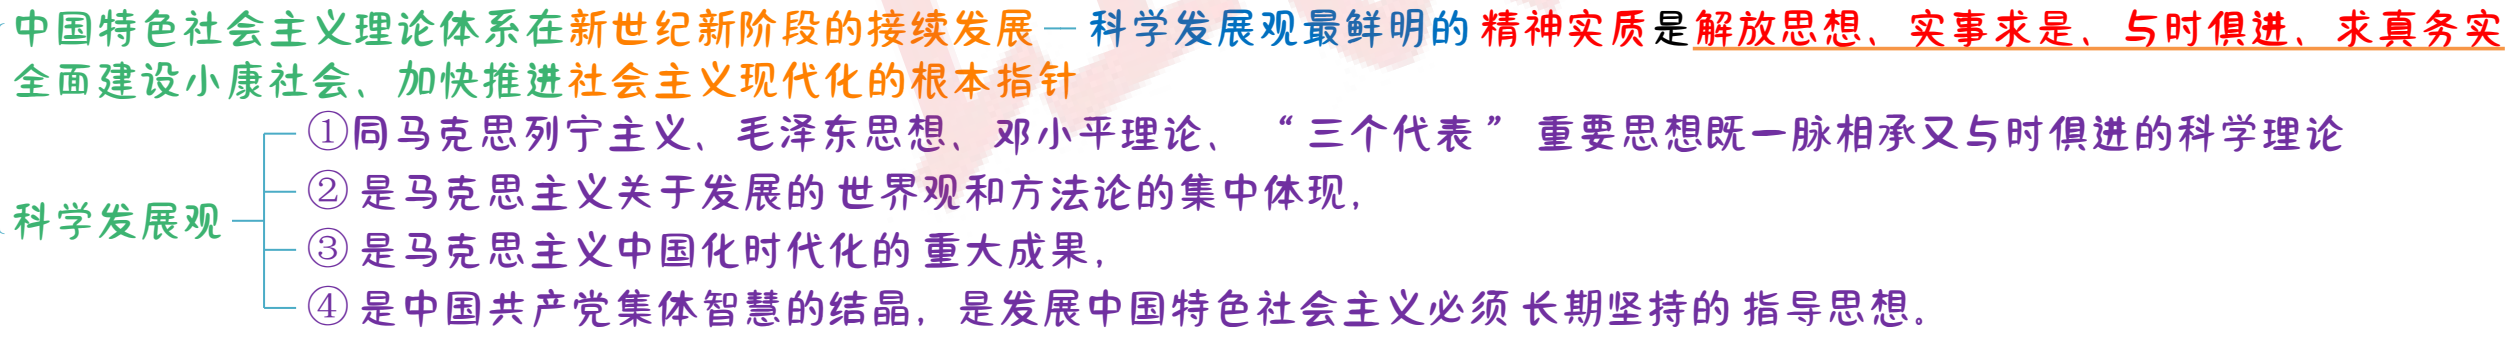 中国特色社会主义理论体系在新世纪新阶段的接续发展 科学发展观最鲜明的 精神实质是解放思想、实事求是、与时俱进、求真务实
全面建设小康社会、加快推进社会主义现代化的根本指针
①同马克思列宁主义、毛泽东思想、邓小平理论、“三个代表”重要思想既一脉相承又与时俱进的科学理论
②是马克思主义关于发展的 世界观和方法论的集中体现，
科学发展观
③是马克思主义中国化时代化的 重大成果，
④是中国共产党集体智慧的结晶，是发展中国特色社会主义必须 长期坚持的 指导思想。